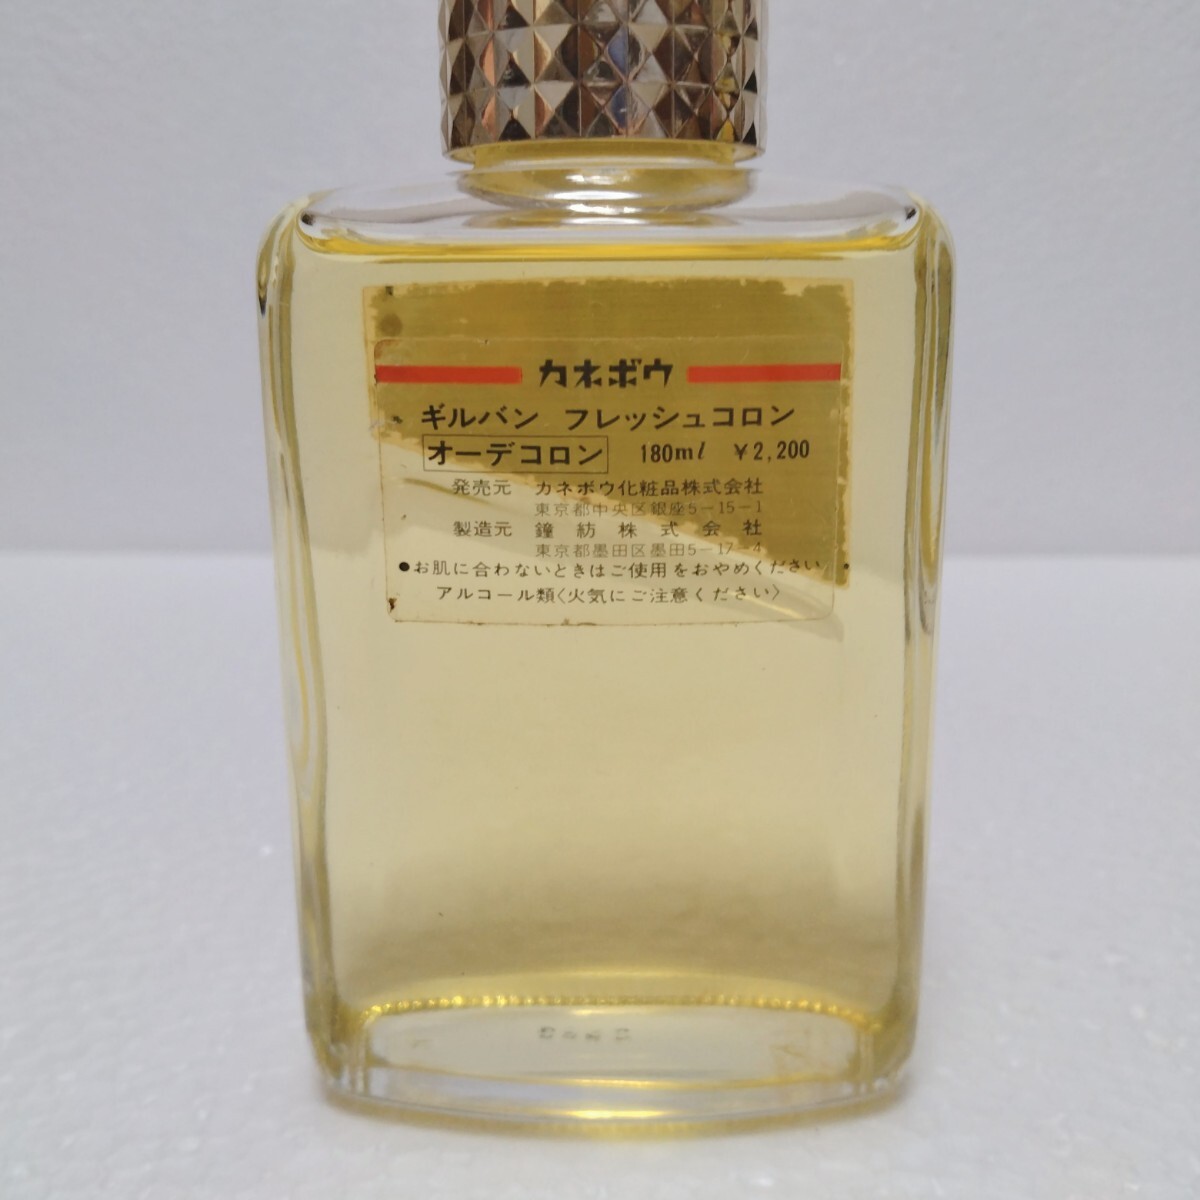 カネボウ
ギルバン フレッシュコロン
オーデコロン 180ml ¥2,200
発売元 カネボウ化粧品株式会社
東京都中央区銀座5-15-1
製造元 鐘紡株式会社
東京都墨田区墨田5-17-4
●お肌に合わないときはご使用をおやめください。
アルコール類〈火気にご注意ください〉